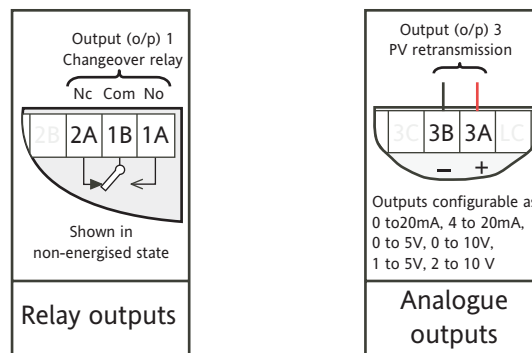 Output (o/p) 1
Changeover relay
Nc Com No
2B 2A 1B 1A
Shown in
non-energised state
Relay outputs
Output (o/p) 3
PV retransmission
3C 3B 3A LC
– +
Outputs configurable as
0 to20mA, 4 to 20mA,
0 to 5V, 0 to 10V,
1 to 5V, 2 to 10 V
Analogue
outputs